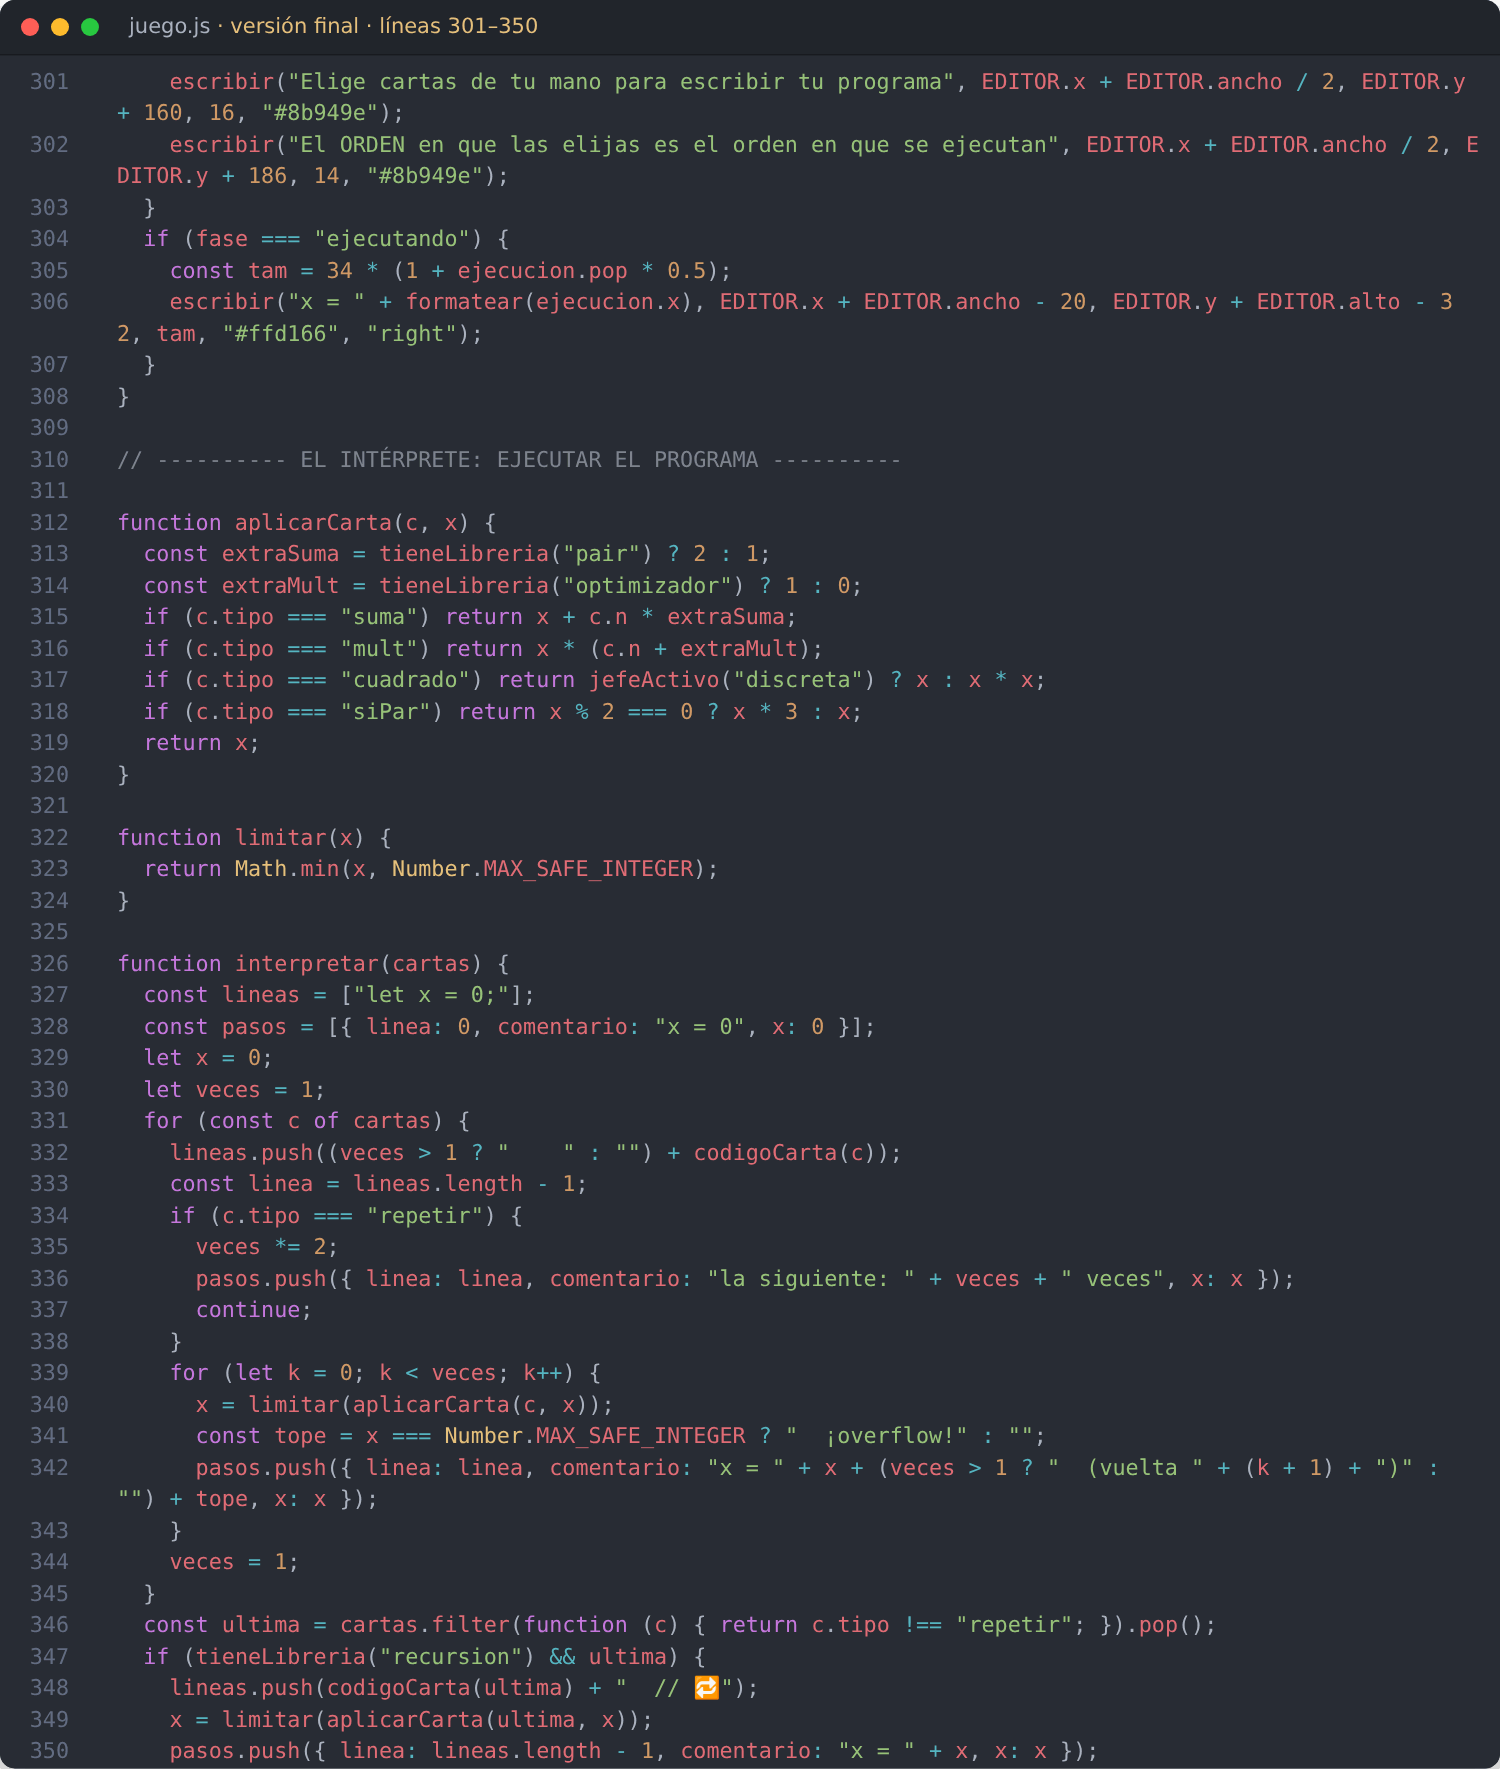 juego.js · versión final · líneas 301–350
301 escribir("Elige cartas de tu mano para escribir tu programa", EDITOR.x + EDITOR.ancho / 2, EDITOR.y
+ 160, 16, "#8b949e");
302 escribir("El ORDEN en que las elijas es el orden en que se ejecutan", EDITOR.x + EDITOR.ancho / 2, E
DITOR.y + 186, 14, "#8b949e");
303 }
304 if (fase === "ejecutando") {
305 const tam = 34 * (1 + ejecucion.pop * 0.5);
306 escribir("x = " + formatear(ejecucion.x), EDITOR.x + EDITOR.ancho - 20, EDITOR.y + EDITOR.alto - 3
2, tam, "#ffd166", "right");
307 }
308 }
309
310 // ---------- EL INTÉRPRETE: EJECUTAR EL PROGRAMA ----------
311
312 function aplicarCarta(c, x) {
313 const extraSuma = tieneLibreria("pair") ? 2 : 1;
314 const extraMult = tieneLibreria("optimizador") ? 1 : 0;
315 if (c.tipo === "suma") return x + c.n * extraSuma;
316 if (c.tipo === "mult") return x * (c.n + extraMult);
317 if (c.tipo === "cuadrado") return jefeActivo("discreta") ? x : x * x;
318 if (c.tipo === "siPar") return x % 2 === 0 ? x * 3 : x;
319 return x;
320 }
321
322 function limitar(x) {
323 return Math.min(x, Number.MAX_SAFE_INTEGER);
324 }
325
326 function interpretar(cartas) {
327 const lineas = ["let x = 0;"];
328 const pasos = [{ linea: 0, comentario: "x = 0", x: 0 }];
329 let x = 0;
330 let veces = 1;
331 for (const c of cartas) {
332 lineas.push((veces > 1 ? "    " : "") + codigoCarta(c));
333 const linea = lineas.length - 1;
334 if (c.tipo === "repetir") {
335 veces *= 2;
336 pasos.push({ linea: linea, comentario: "la siguiente: " + veces + " veces", x: x });
337 continue;
338 }
339 for (let k = 0; k < veces; k++) {
340 x = limitar(aplicarCarta(c, x));
341 const tope = x === Number.MAX_SAFE_INTEGER ? "  ¡overflow!" : "";
342 pasos.push({ linea: linea, comentario: "x = " + x + (veces > 1 ? "  (vuelta " + (k + 1) + ")" :
"") + tope, x: x });
343 }
344 veces = 1;
345 }
346 const ultima = cartas.filter(function (c) { return c.tipo !== "repetir"; }).pop();
347 if (tieneLibreria("recursion") && ultima) {
348 lineas.push(codigoCarta(ultima) + "  // 🔁");
349 x = limitar(aplicarCarta(ultima, x));
350 pasos.push({ linea: lineas.length - 1, comentario: "x = " + x, x: x });